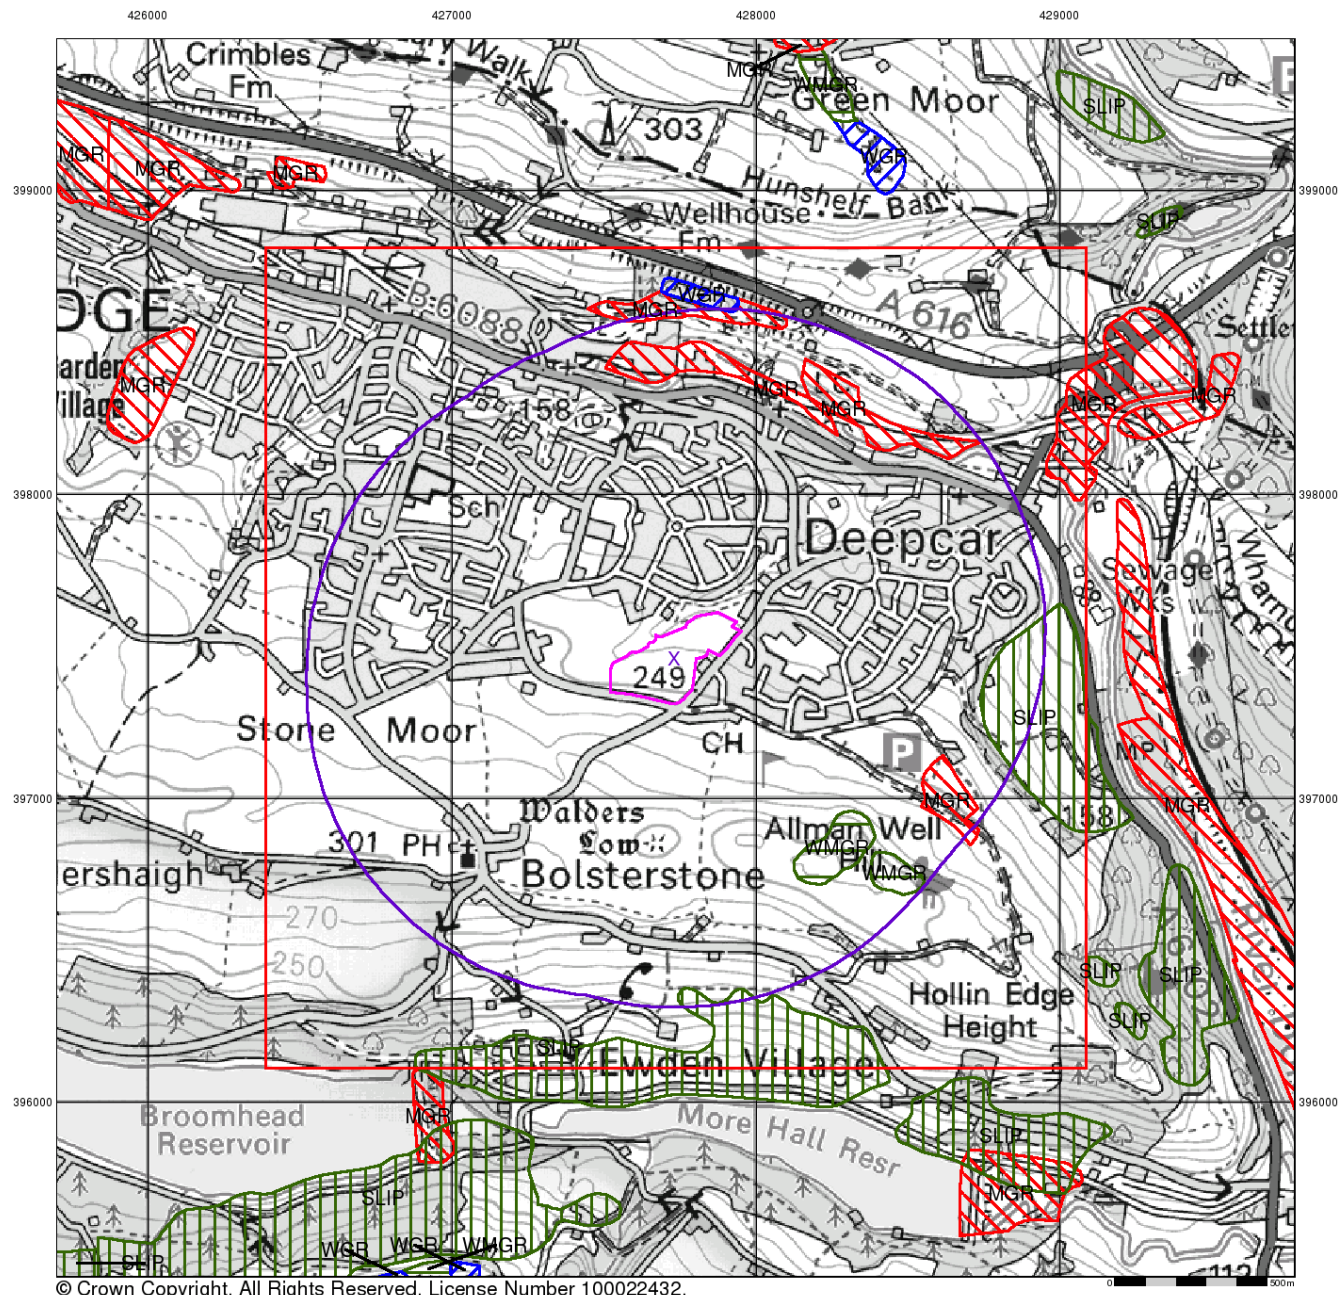 426000 427000 428000 429000
Crimbles
Fm
Walk
MGR
WMGR
Green Moor
SLIP
303
MGR
MGR
MGR
WGR
399000
399000
Hunshelf Bank
Wellhouse
Fm
SLIP
B 6088
WGR
MGR
A 616
DGE
Settle
arden
Village
MGR
158
MGR
MGR
MGR
MGR
398000
398000
Sch
Deepcar
Sewage
Wks
Wharn
X
249
SLIP
Stone Moor
CH
P
397000
397000
MGR
MGR
158
Walders
Low
301
PH
Allman Well
Hill
WMGR
WMGR
ershaigh
Bolsterstone
270
250
SLIP
SLIP
SLIP
Hollin Edge
Height
SLIP
Ewden Village
396000
396000
MGR
Broomhead
Reservoir
More Hall Resr
SLIP
MGR
SLIP
WGR
WGR
WMGR
SLIP
112
0 500m
© Crown Copyright. All Rights Reserved. License Number 100022432.